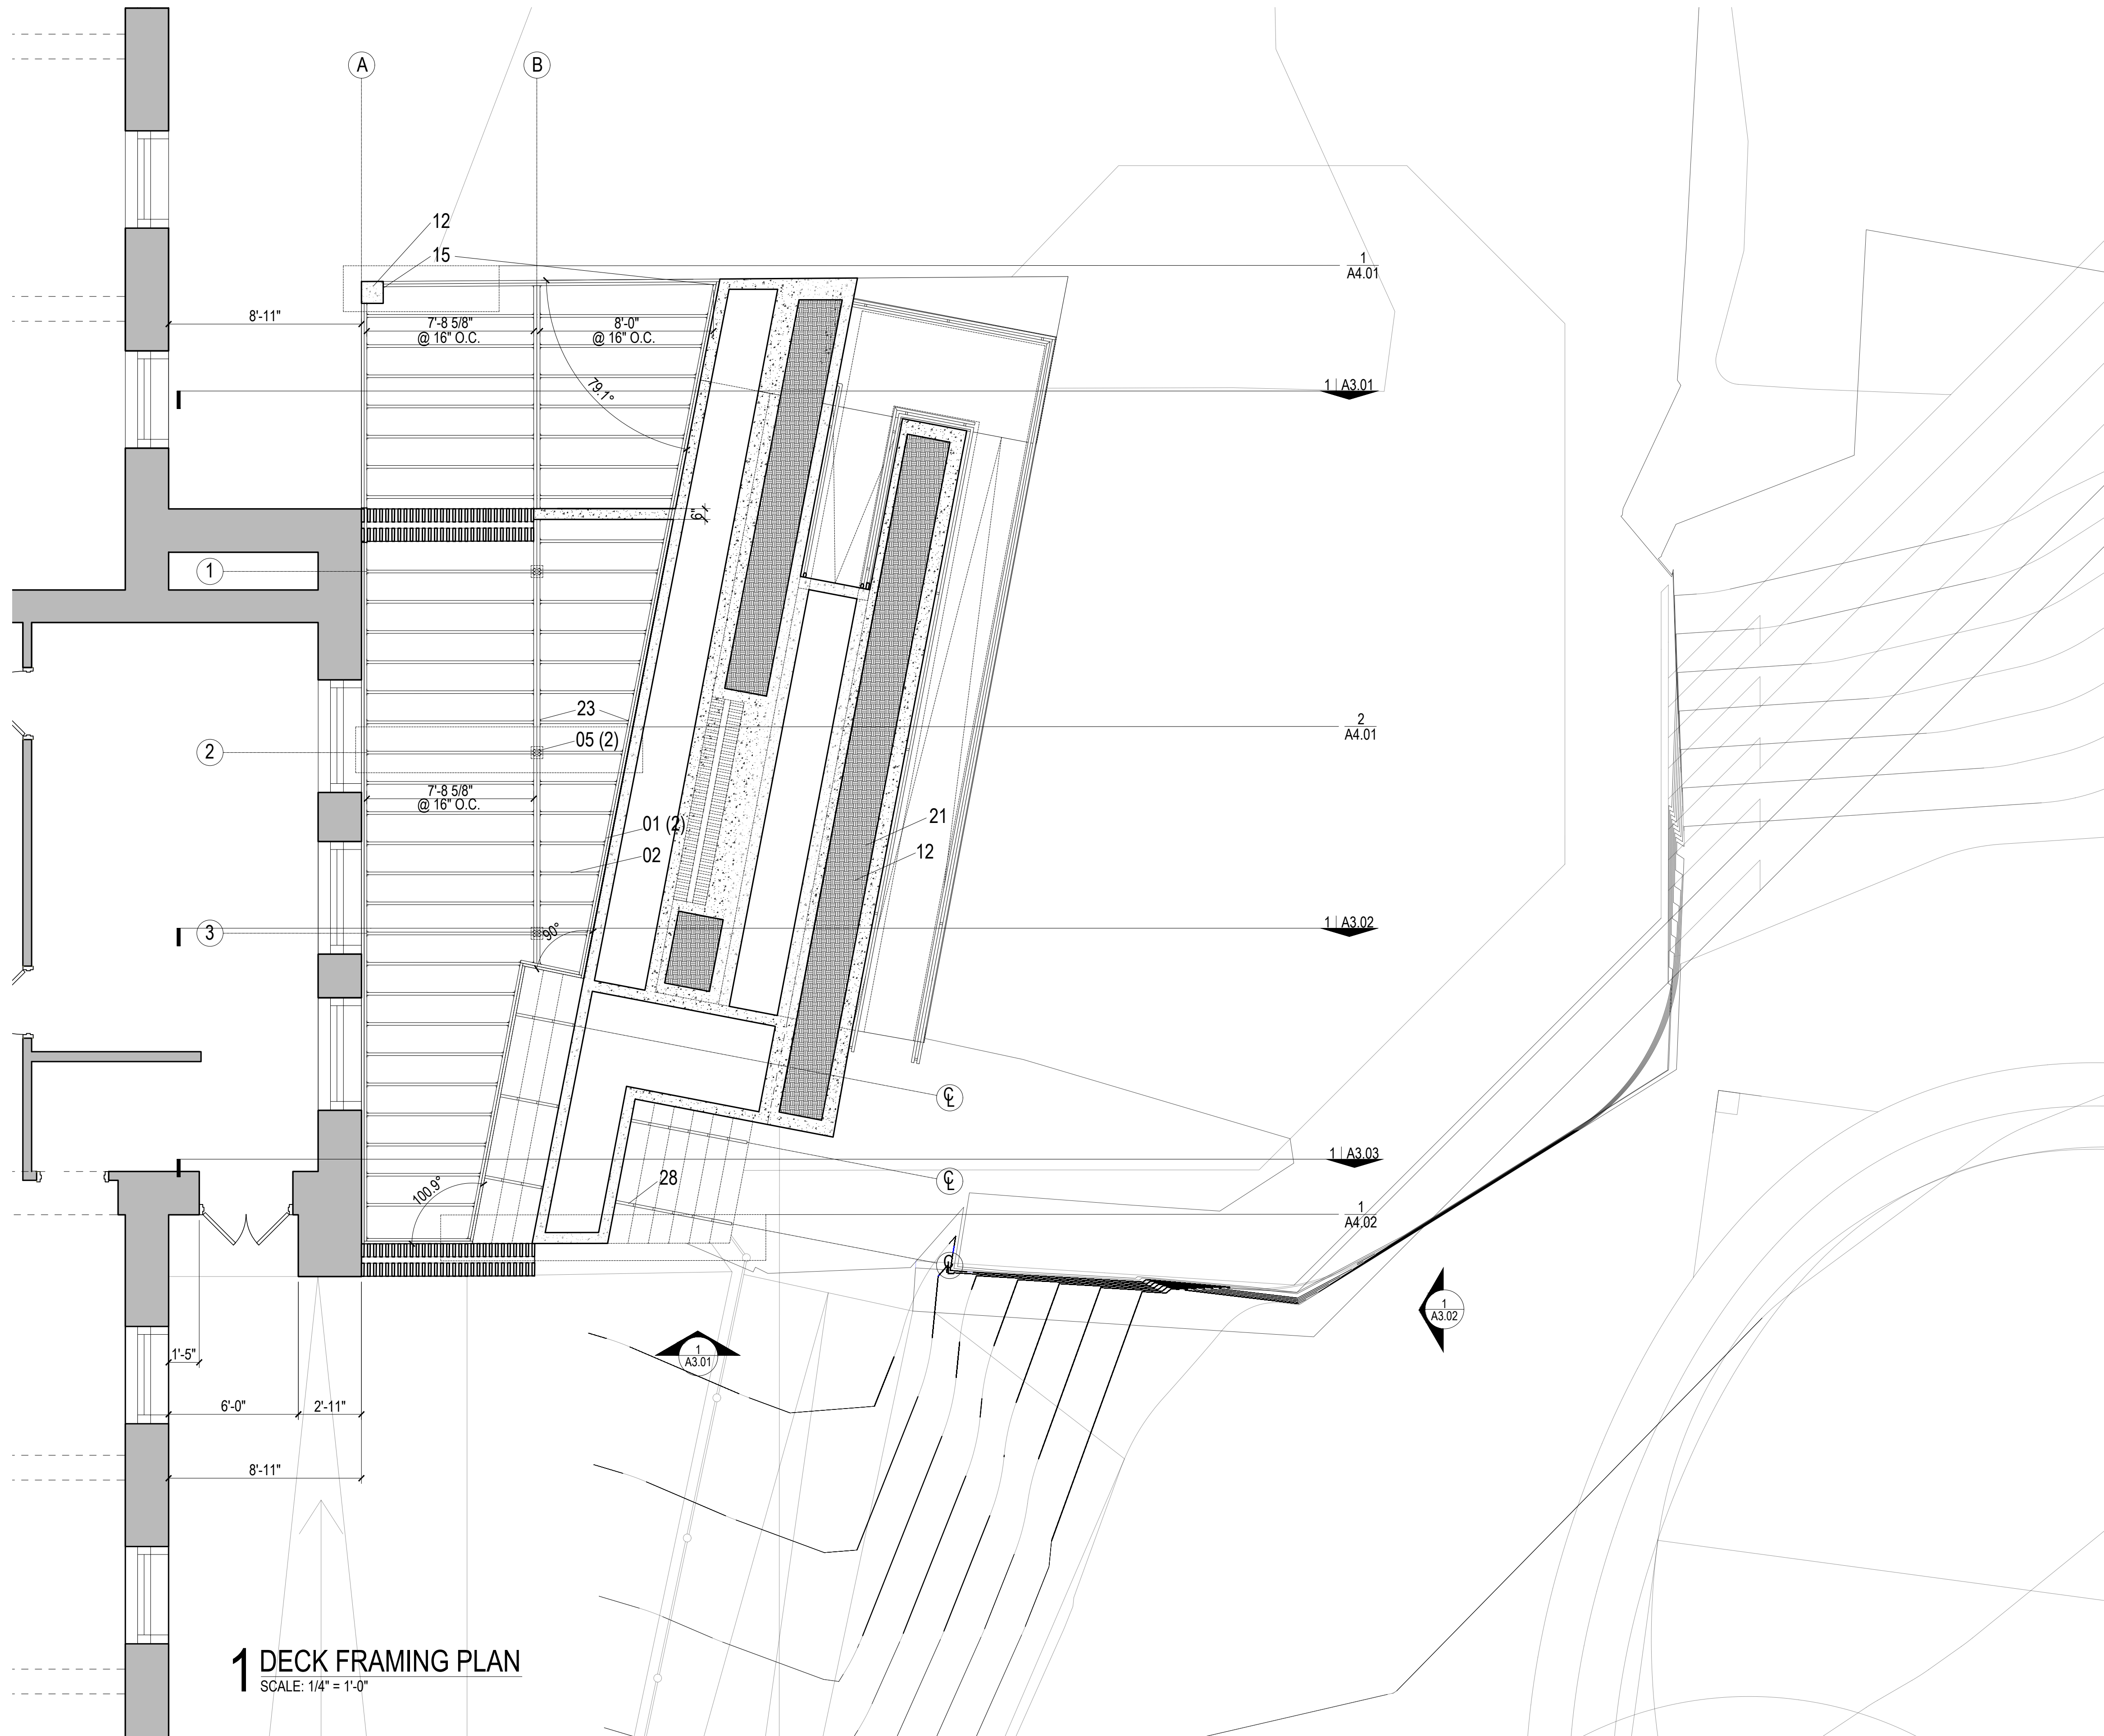 A
B
12
15
1
A4.01
8'-11"
7'-8 5/8"
@ 16" O.C.
8'-0"
@ 16" O.C.
79.1°
1 | A3.01
6"
1
23
2
A4.01
05 (2)
2
7'-8 5/8"
@ 16" O.C.
01 (2)
21
02
12
1 | A3.02
3
90°
℄
1 | A3.03
28
℄
100.9°
1
A4.02
℄
1
A3.02
1'-5"
1
A3.01
6'-0"
2'-11"
8'-11"
1 DECK FRAMING PLAN
SCALE: 1/4" = 1'-0"